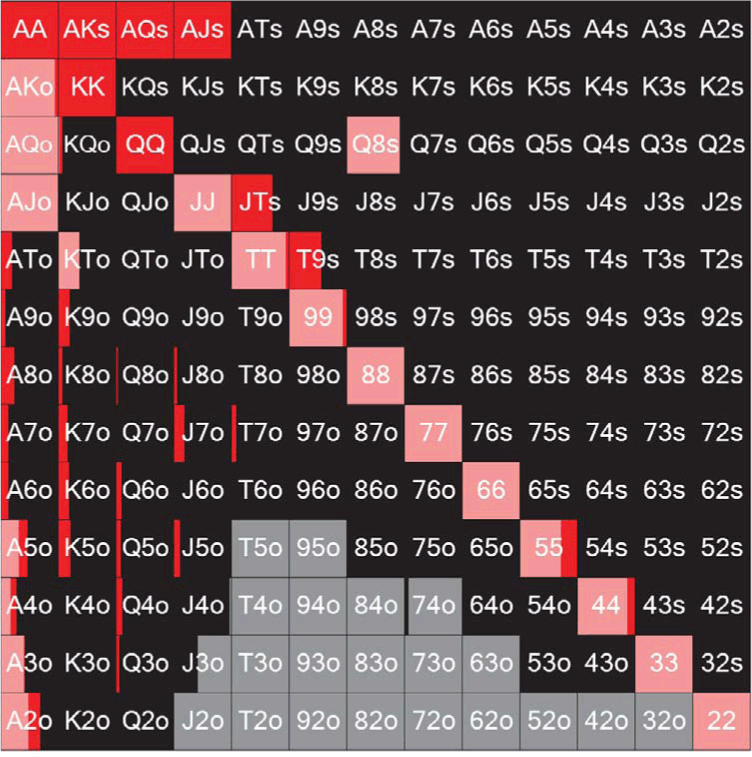 AA AKs AQs AJs ATs A9s A8s A7s A6s A5s A4s A3s A2s
AKo KK KQs KJs KTs K9s K8s K7s K6s K5s K4s K3s K2s
AQo KQo QQ QJs QTs Q9s Q8s Q7s Q6s Q5s Q4s Q3s Q2s
AJo KJo QJo JJ JTs J9s J8s J7s J6s J5s J4s J3s J2s
ATo KTo QTo JTo TT T9s T8s T7s T6s T5s T4s T3s T2s
A9o K9o Q9o J9o T9o 99 98s 97s 96s 95s 94s 93s 92s
A8o K8o Q8o J8o T8o 98o 88 87s 86s 85s 84s 83s 82s
A7o K7o Q7o J7o T7o 97o 87o 77 76s 75s 74s 73s 72s
A6o K6o Q6o J6o T6o 96o 86o 76o 66 65s 64s 63s 62s
A5o K5o Q5o J5o T5o 95o 85o 75o 65o 55 54s 53s 52s
A4o K4o Q4o J4o T4o 94o 84o 74o 64o 54o 44 43s 42s
A3o K3o Q3o J3o T3o 93o 83o 73o 63o 53o 43o 33 32s
A2o K2o Q2o J2o T2o 92o 82o 72o 62o 52o 42o 32o 22